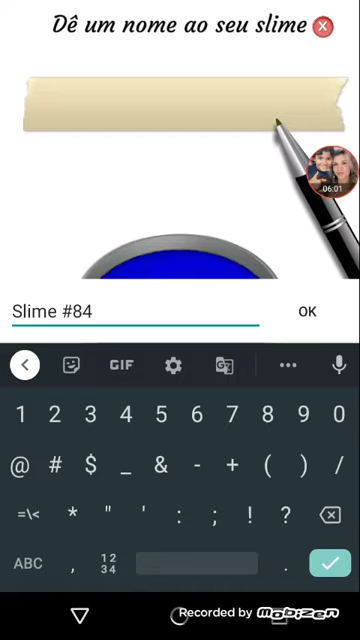 Dê um nome ao seu slime
06:01
Slime #84
OK
GIF
1 2 3 4 5 6 7 8 9 0
@ # $ _ & - + ( ) /
=\< * " ' : ; ! ?
ABC , 12 34 .
Recorded by mobizen